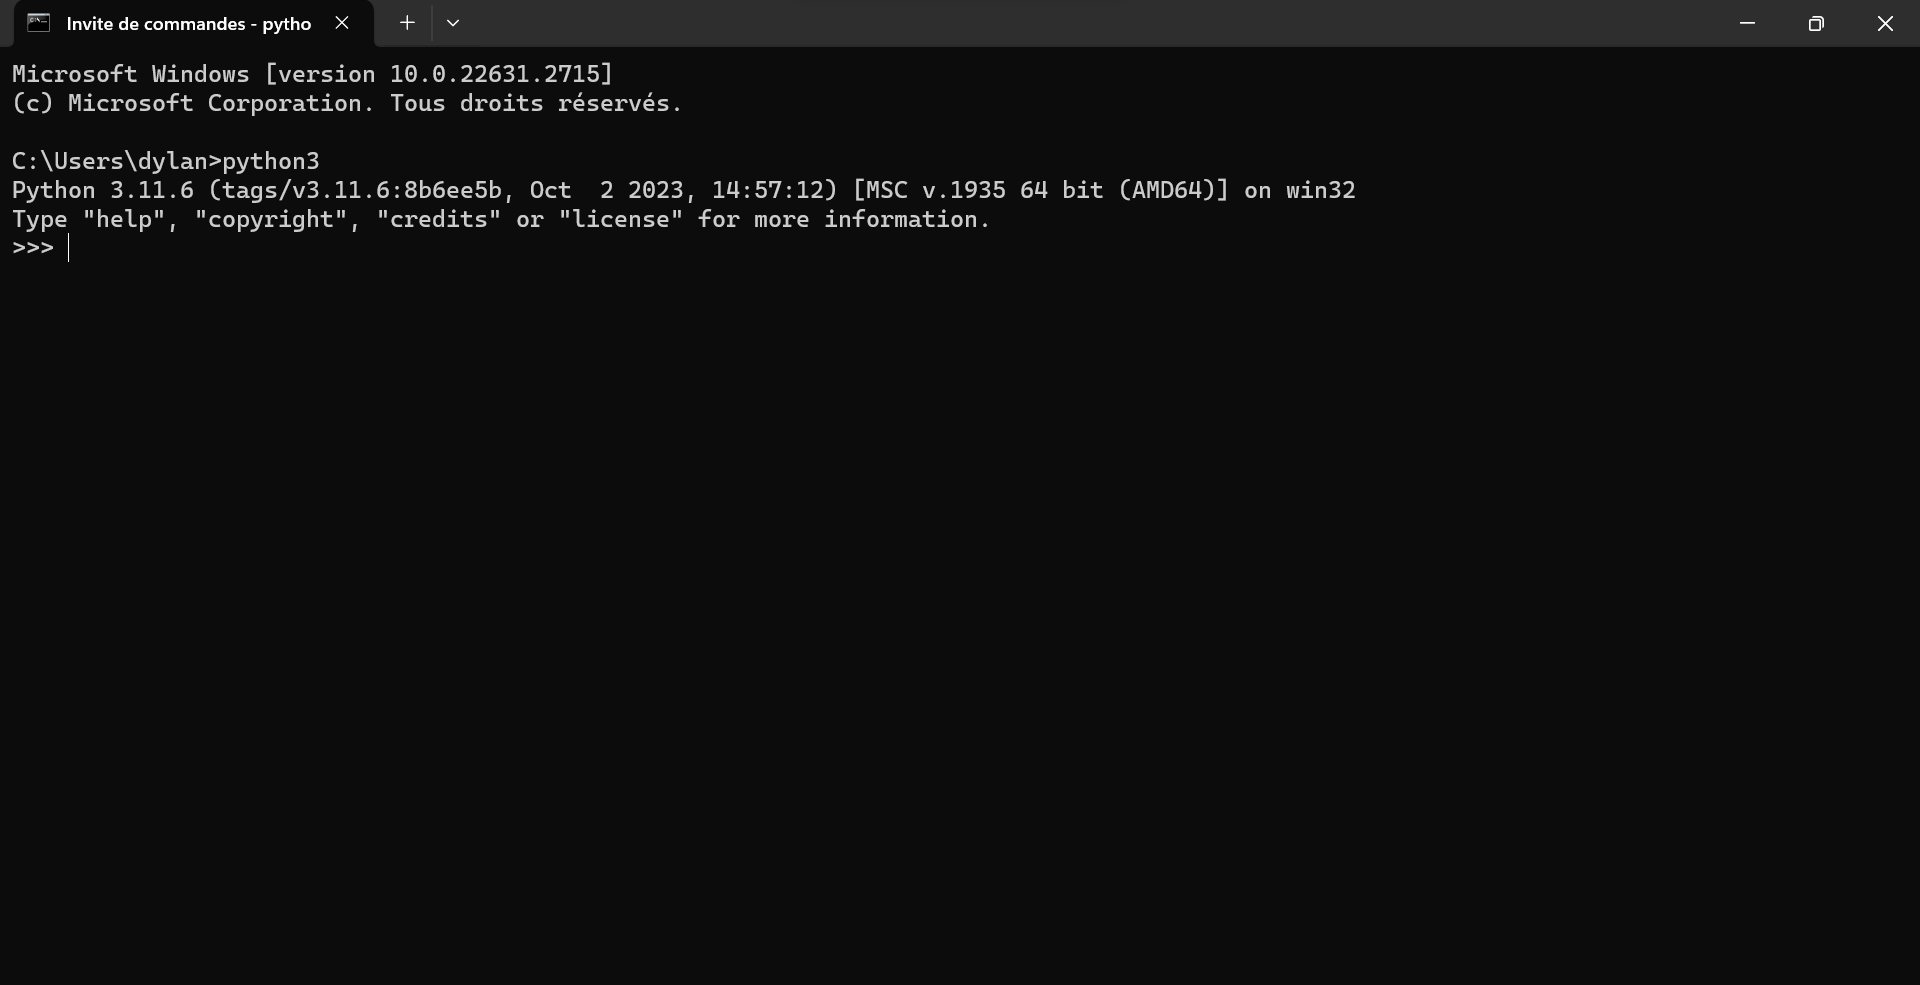 Invite de commandes - pytho
Microsoft Windows [version 10.0.22631.2715]
(c) Microsoft Corporation. Tous droits réservés.
C:\Users\dylan>python3
Python 3.11.6 (tags/v3.11.6:8b6ee5b, Oct  2 2023, 14:57:12) [MSC v.1935 64 bit (AMD64)] on win32
Type "help", "copyright", "credits" or "license" for more information.
>>>